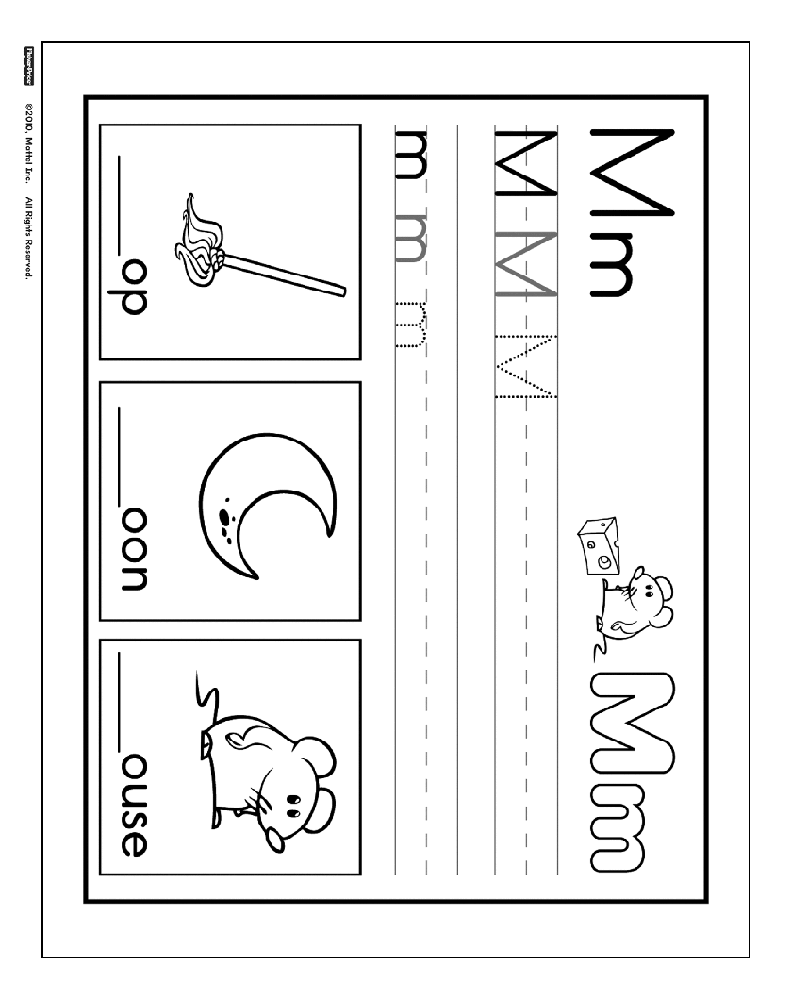 Mm Mm
M M M
m m m
___op ___oon ___ouse
Fisher-Price ©2010, Mattel Inc. All Rights Reserved.